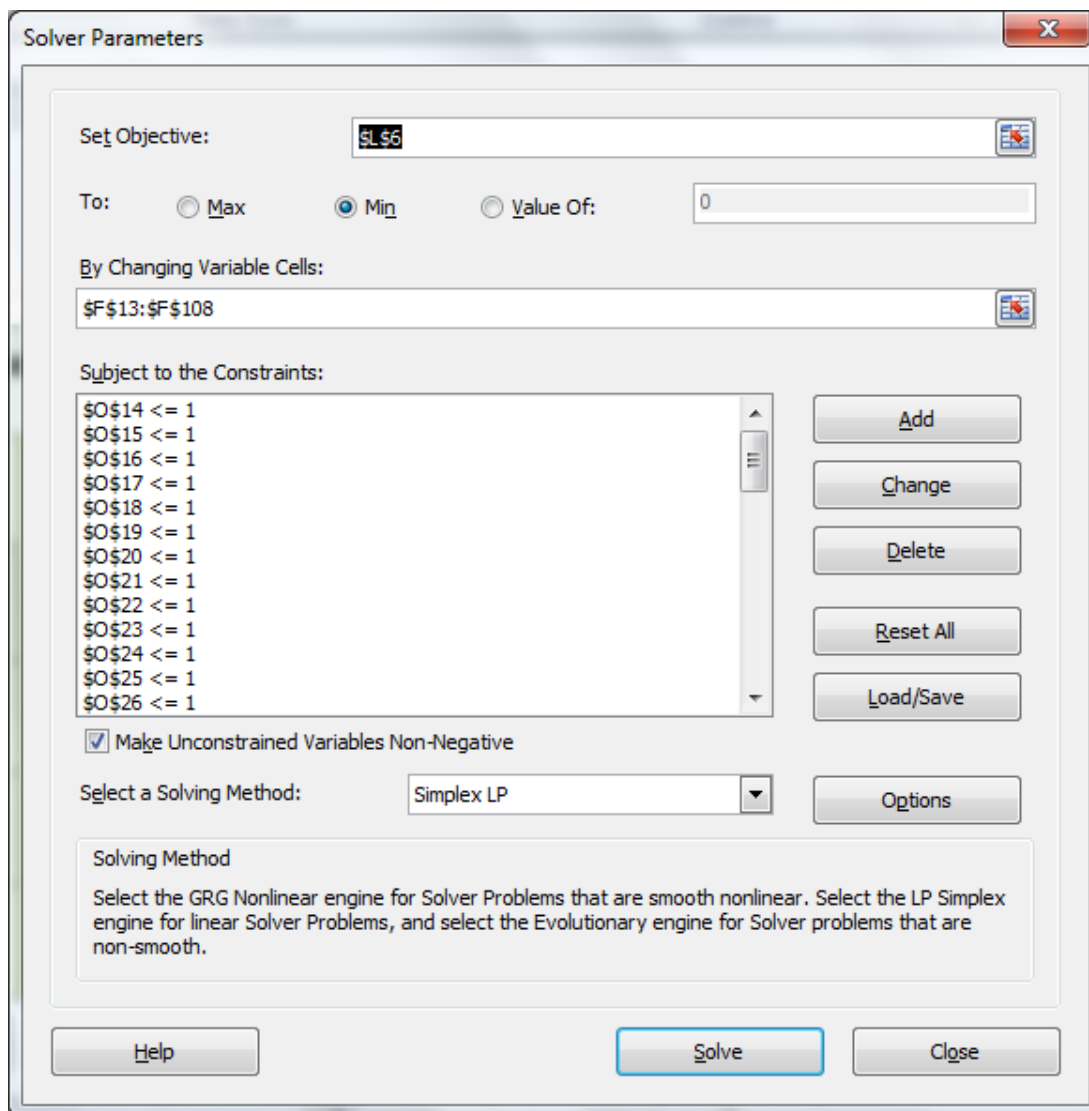 Solver Parameters
Set Objective:
$L$6
To:
Max
Min
Value Of:
0
By Changing Variable Cells:
$F$13:$F$108
Subject to the Constraints:
$O$14 <= 1
$O$15 <= 1
$O$16 <= 1
$O$17 <= 1
$O$18 <= 1
$O$19 <= 1
$O$20 <= 1
$O$21 <= 1
$O$22 <= 1
$O$23 <= 1
$O$24 <= 1
$O$25 <= 1
$O$26 <= 1
Add
Change
Delete
Reset All
Load/Save
Make Unconstrained Variables Non-Negative
Select a Solving Method:
Simplex LP
Options
Solving Method
Select the GRG Nonlinear engine for Solver Problems that are smooth nonlinear. Select the LP Simplex
engine for linear Solver Problems, and select the Evolutionary engine for Solver problems that are
non-smooth.
Help
Solve
Close